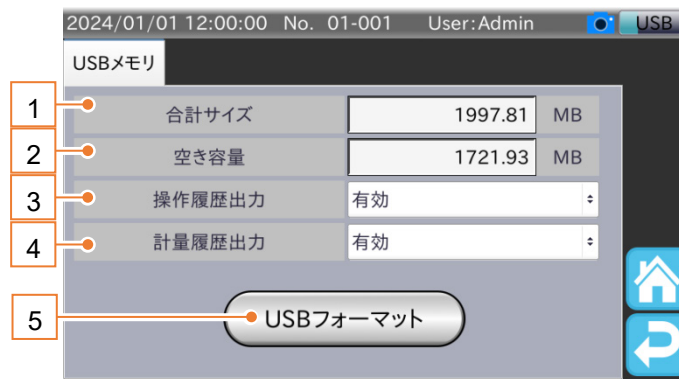 2024/01/01 12:00:00 No. 01-001 User:Admin USB
USBメモリ
1 合計サイズ 1997.81 MB
2 空き容量 1721.93 MB
3 操作履歴出力 有効
4 計量履歴出力 有効
5 USBフォーマット